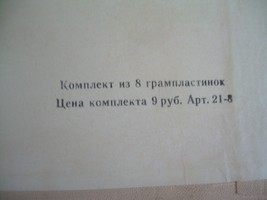 Комплект из 8 грампластинок
Цена комплекта 9 руб. Арт. 21-8